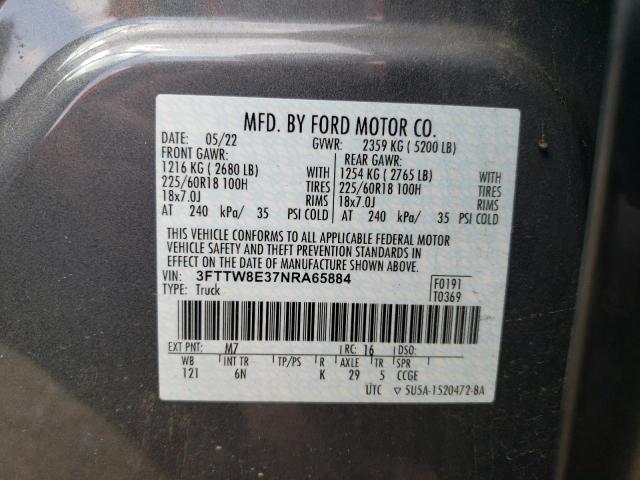 MFD. BY FORD MOTOR CO.
DATE: 05/22 GVWR: 2359 KG ( 5200 LB)
FRONT GAWR: REAR GAWR:
1216 KG ( 2680 LB) 1254 KG ( 2765 LB) WITH
225/60R18 100H TIRES 225/60R18 100H TIRES
18x7.0J RIMS 18x7.0J RIMS
AT 240 kPa/ 35 PSI COLD AT 240 kPa/ 35 PSI COLD
THIS VEHICLE CONFORMS TO ALL APPLICABLE FEDERAL MOTOR
VEHICLE SAFETY AND THEFT PREVENTION STANDARDS IN
EFFECT ON THE DATE OF MANUFACTURE SHOWN ABOVE.
VIN: 3FTTW8E37NRA65884 F0191
TYPE: Truck T0369
EXT PNT: M7 RC: 16 DSO:
WB INT TR TP/PS R AXLE TR SPR
121 6N K 29 5 CCGE
UTC ▽ 5U5A-1520472-BA